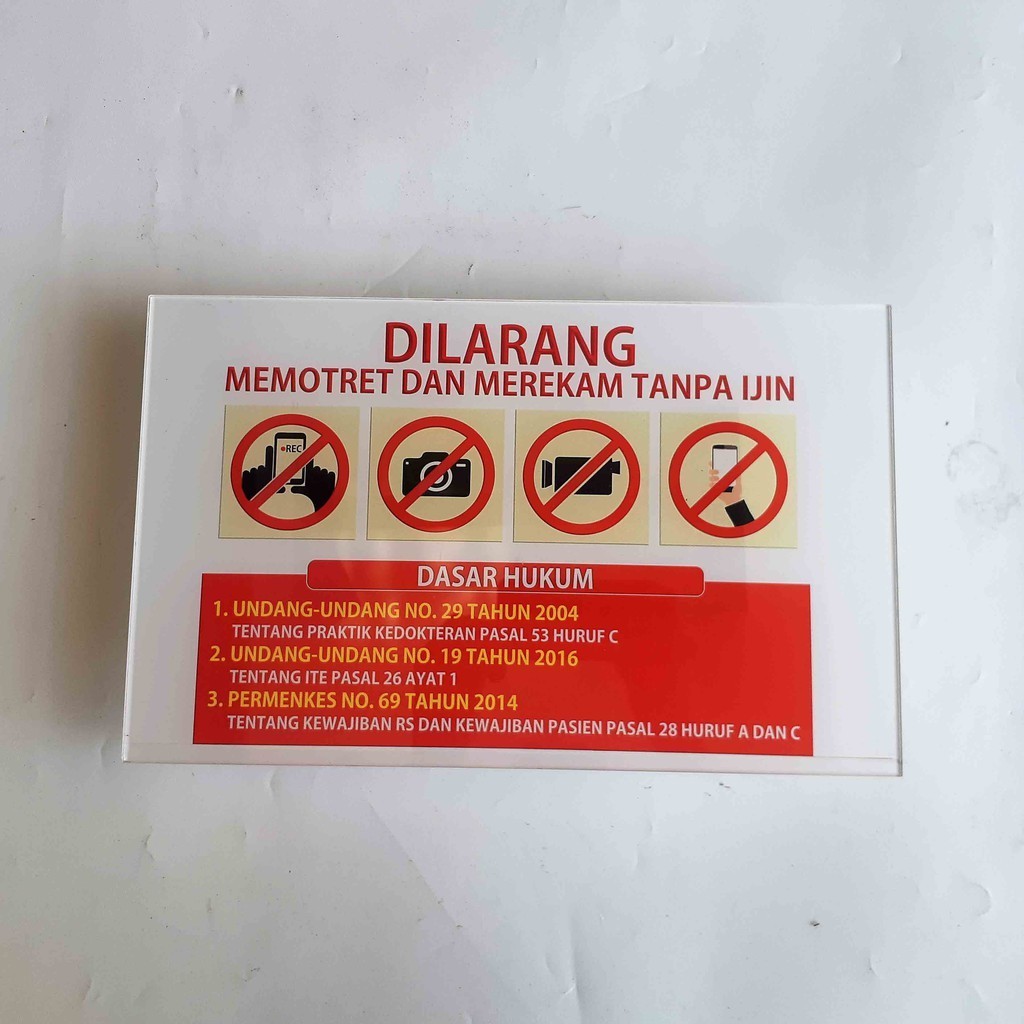 DILARANG
MEMOTRET DAN MEREKAM TANPA IJIN
REC
DASAR HUKUM
1. UNDANG-UNDANG NO. 29 TAHUN 2004
TENTANG PRAKTIK KEDOKTERAN PASAL 53 HURUF C
2. UNDANG-UNDANG NO. 19 TAHUN 2016
TENTANG ITE PASAL 26 AYAT 1
3. PERMENKES NO. 69 TAHUN 2014
TENTANG KEWAJIBAN RS DAN KEWAJIBAN PASIEN PASAL 28 HURUF A DAN C